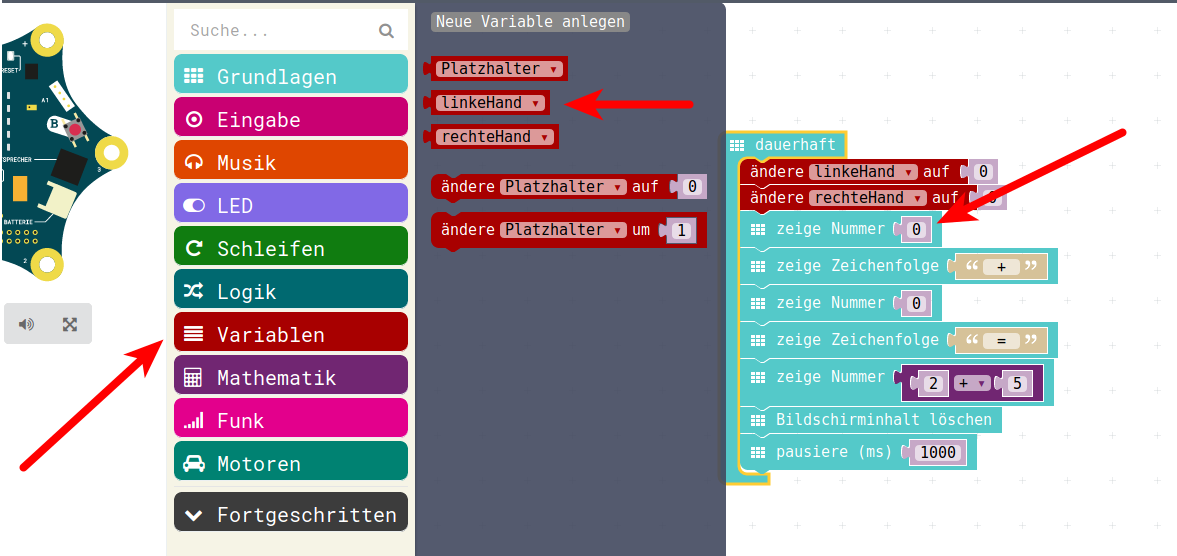 +
RESET
A1
B
SPRECHER
3
BATTERIE
2
Suche...
Grundlagen
Eingabe
Musik
LED
Schleifen
Logik
Variablen
Mathematik
Funk
Motoren
Fortgeschritten
Neue Variable anlegen
Platzhalter
linkeHand
rechteHand
ändere Platzhalter auf 0
ändere Platzhalter um 1
dauerhaft
ändere linkeHand auf 0
ändere rechteHand auf 0
zeige Nummer 0
zeige Zeichenfolge “ + ”
zeige Nummer 0
zeige Zeichenfolge “ = ”
zeige Nummer 2 + 5
Bildschirminhalt löschen
pausiere (ms) 1000